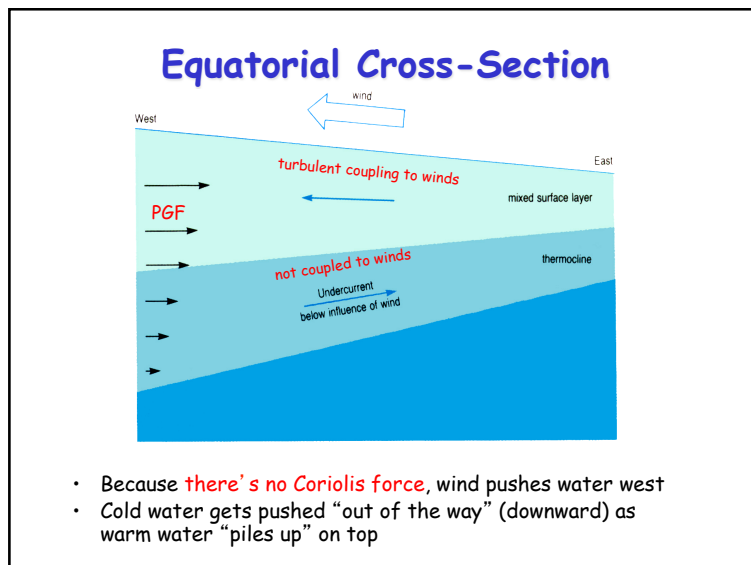 Equatorial Cross-Section
wind
West
East
turbulent coupling to winds
mixed surface layer
PGF
not coupled to winds
thermocline
Undercurrent
below influence of wind
• Because there's no Coriolis force, wind pushes water west
• Cold water gets pushed “out of the way” (downward) as
warm water “piles up” on top